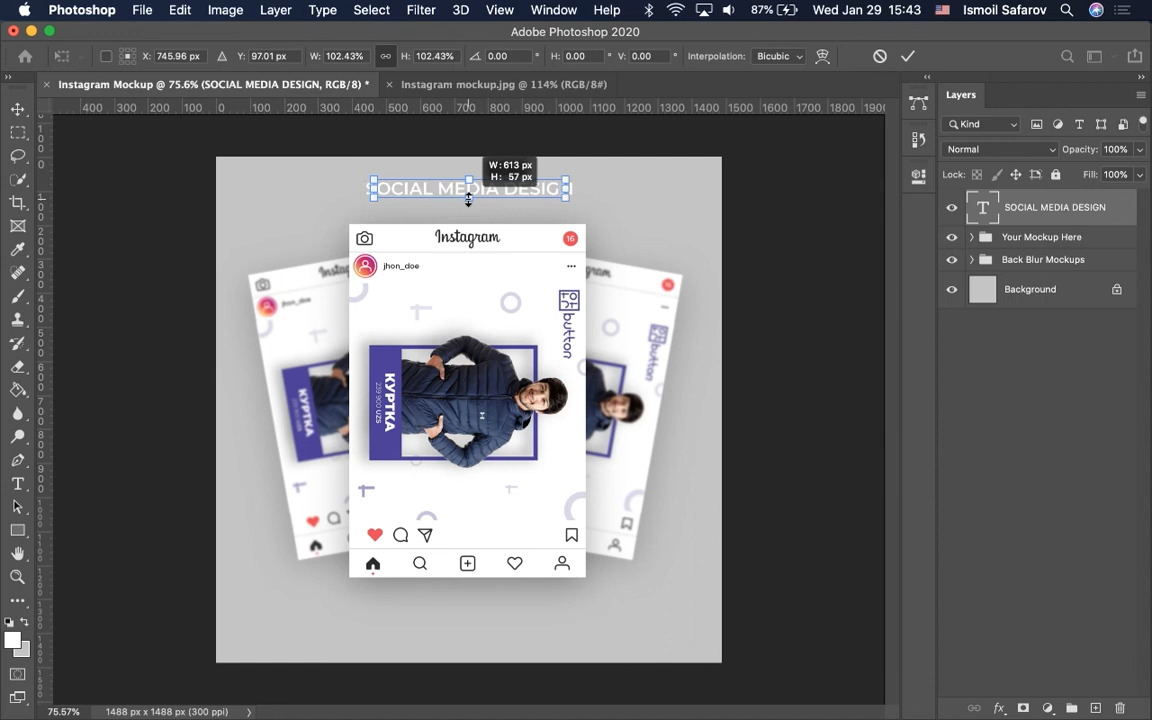 Photoshop File Edit Image Layer Type Select Filter 3D View Window Help 87% Wed Jan 29 15:43 Ismoil Safarov
Adobe Photoshop 2020
X: 745.96 px Y: 97.01 px W: 102.43% H: 102.43% 0.00 ° H: 0.00 ° V: 0.00 ° Interpolation: Bicubic
Instagram Mockup @ 75.6% (SOCIAL MEDIA DESIGN, RGB/8) *
Instagram mockup.jpg @ 114% (RGB/8#)
400 300 200 100 0 100 200 300 400 500 600 700 800 900 1000 1100 1200 1300 1400 1500 1600 1700 1800 1900
W: 613 px
H: 57 px
SOCIAL MEDIA DESIGN
Instagram
16
jhon_doe
button
КУРТКА
239 900 UZS
Layers
Kind
Normal Opacity: 100%
Lock: Fill: 100%
T SOCIAL MEDIA DESIGN
Your Mockup Here
Back Blur Mockups
Background
75.57% 1488 px x 1488 px (300 ppi)